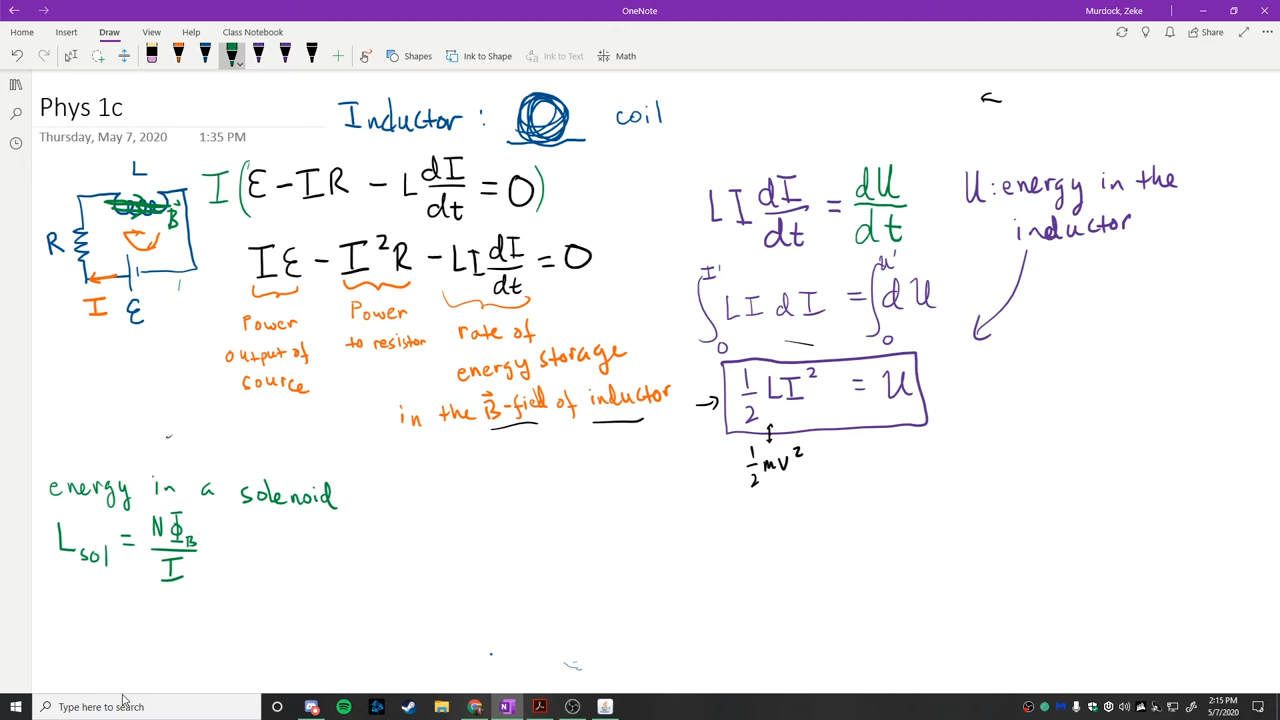 OneNote
Murdock, Zeke
Home Insert Draw View Help Class Notebook
Share
Shapes Ink to Shape Ink to Text Math
Phys 1c
Thursday, May 7, 2020 1:35 PM
Inductor : coil
L
B
R
I
ε
I(ε - IR - L dI/dt = 0)
Iε - I²R - LI dI/dt = 0
Power output of source
Power to resistor
rate of energy storage
in the B⃗-field of inductor
LI dI/dt = dU/dt
U: energy in the
inductor
∫₀^I' LI dI = ∫₀^U' dU
→ 1/2 LI² = U
↕
1/2 mv²
energy in a solenoid
L_sol = NΦ_B / I
Type here to search
2:15 PM
5/7/2020